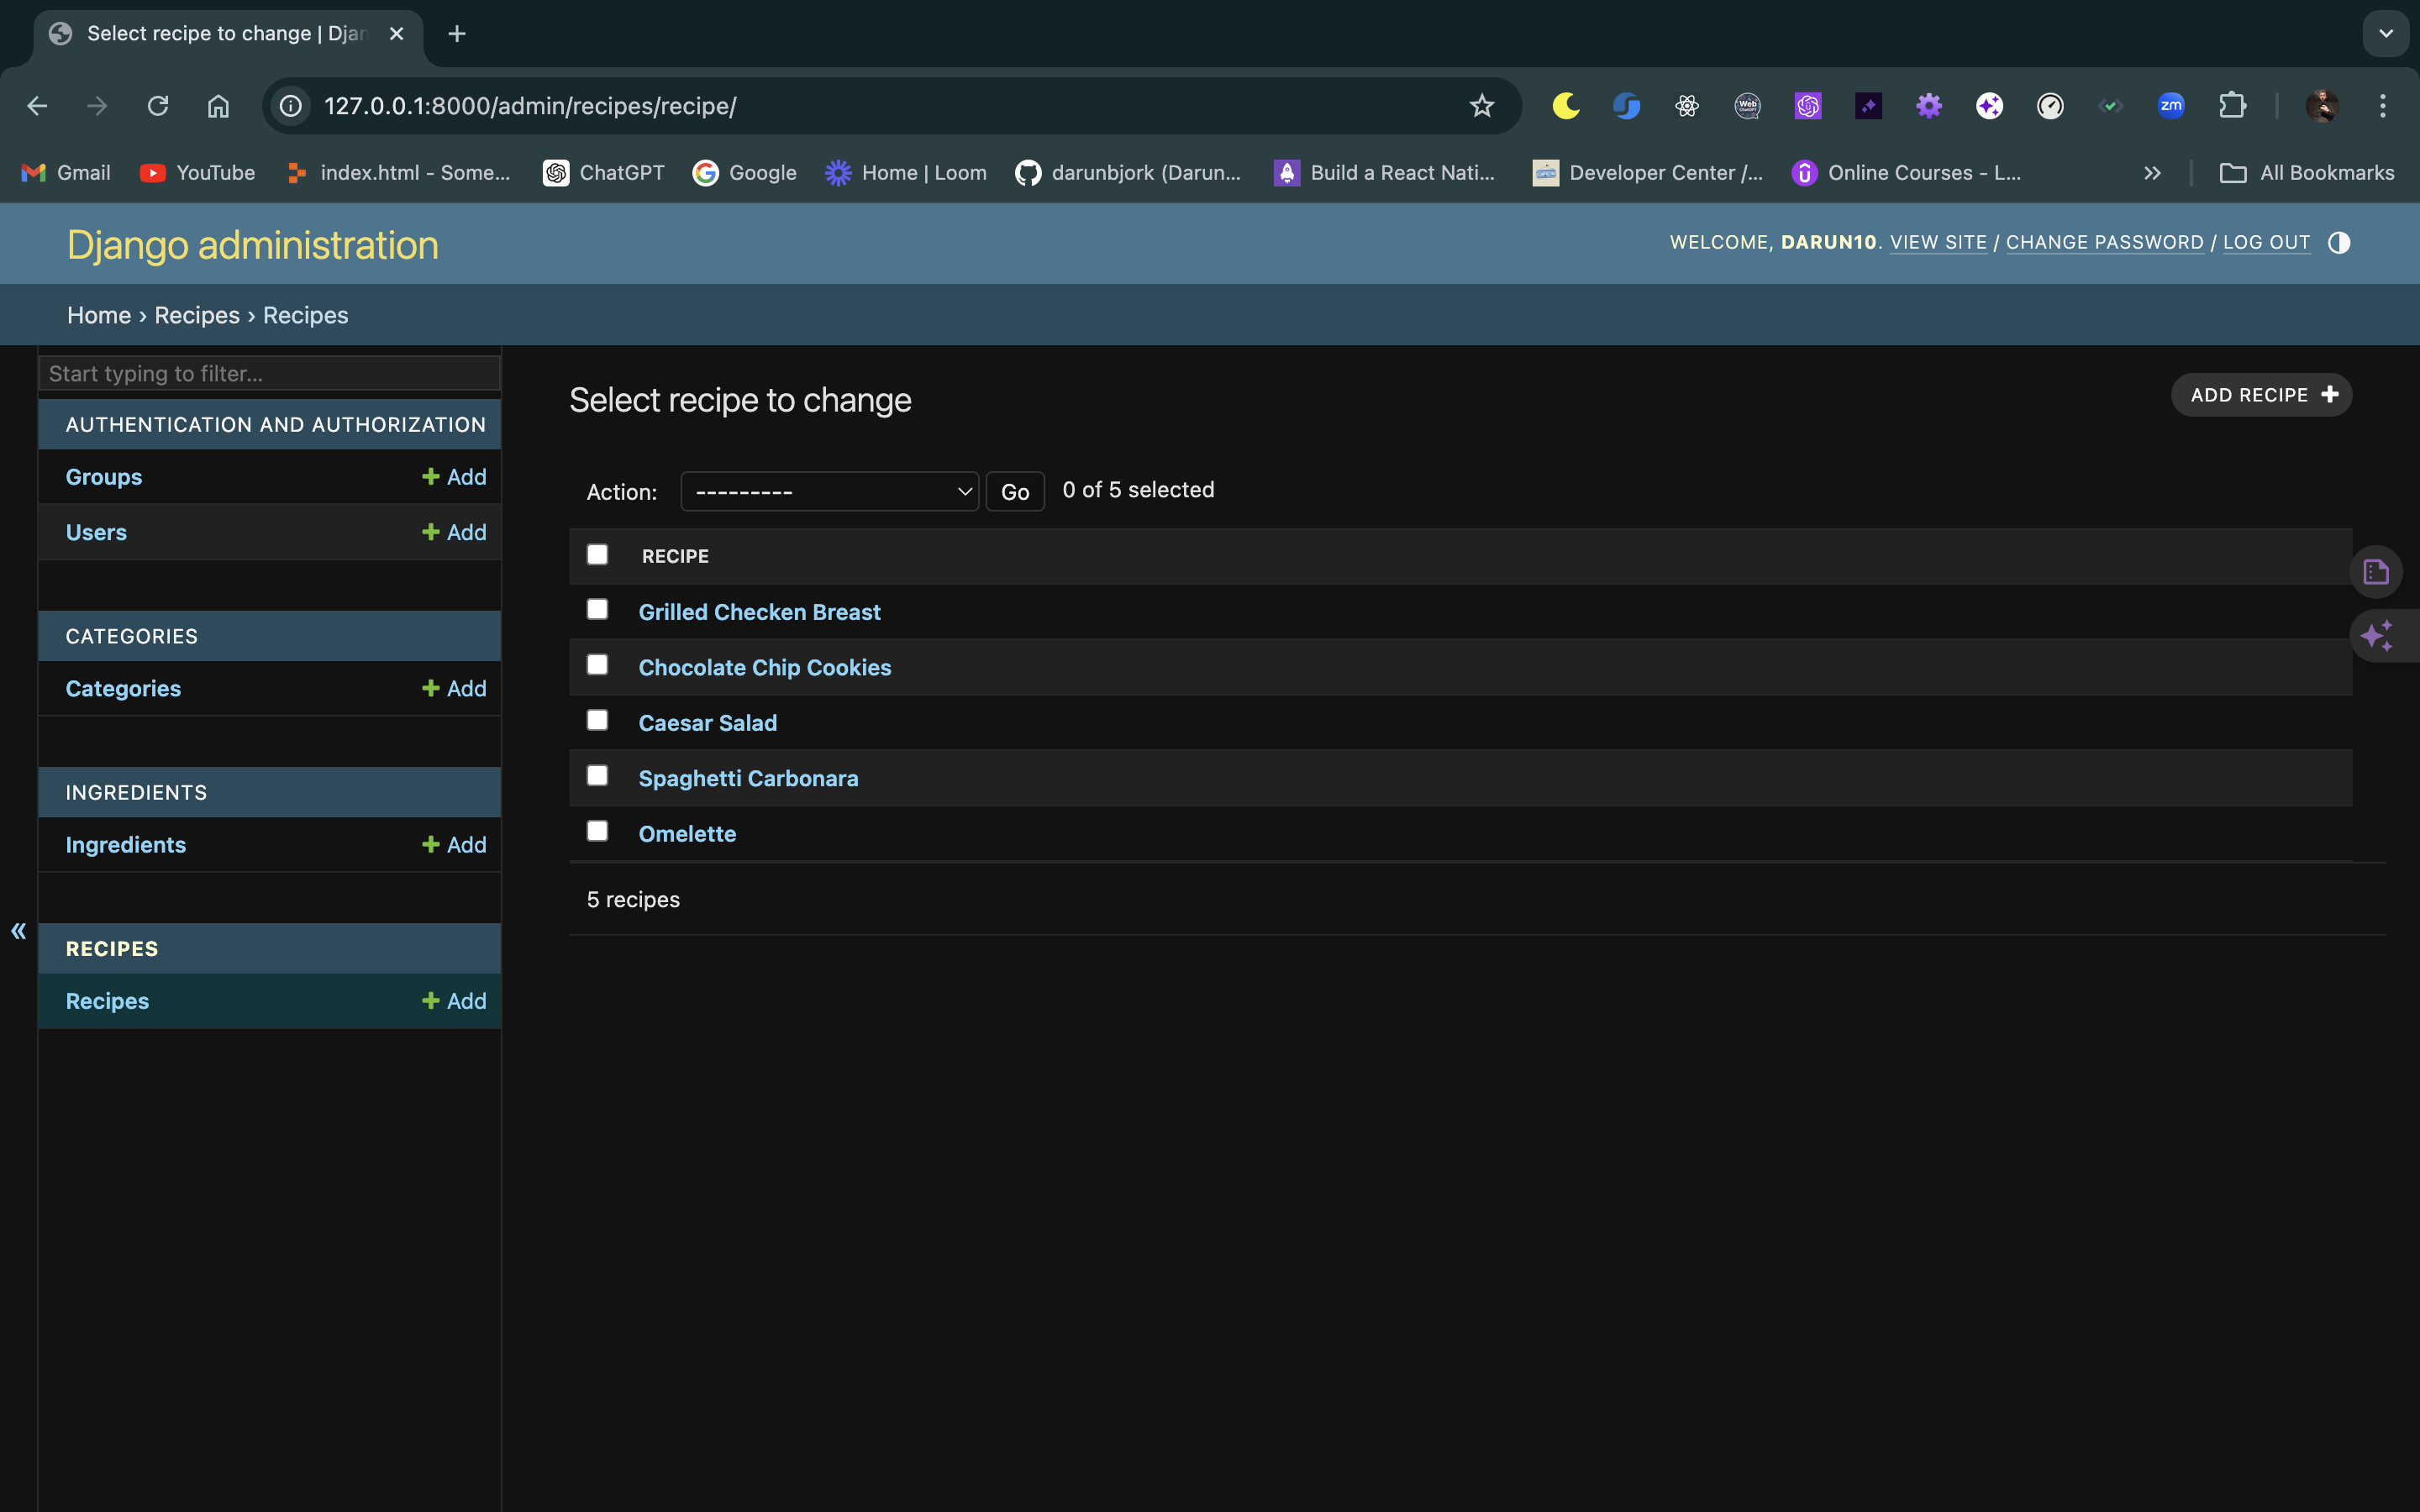 Select recipe to change | Djan
127.0.0.1:8000/admin/recipes/recipe/
zm
Gmail YouTube index.html - Some... ChatGPT Google Home | Loom darunbjork (Darun... Build a React Nati... Developer Center /... Online Courses - L... All Bookmarks
Django administration
WELCOME, DARUN10. VIEW SITE / CHANGE PASSWORD / LOG OUT
Home › Recipes › Recipes
Start typing to filter...
AUTHENTICATION AND AUTHORIZATION
Groups + Add
Users + Add
CATEGORIES
Categories + Add
INGREDIENTS
Ingredients + Add
«
RECIPES
Recipes + Add
Select recipe to change
ADD RECIPE +
Action: --------- Go 0 of 5 selected
RECIPE
Grilled Checken Breast
Chocolate Chip Cookies
Caesar Salad
Spaghetti Carbonara
Omelette
5 recipes